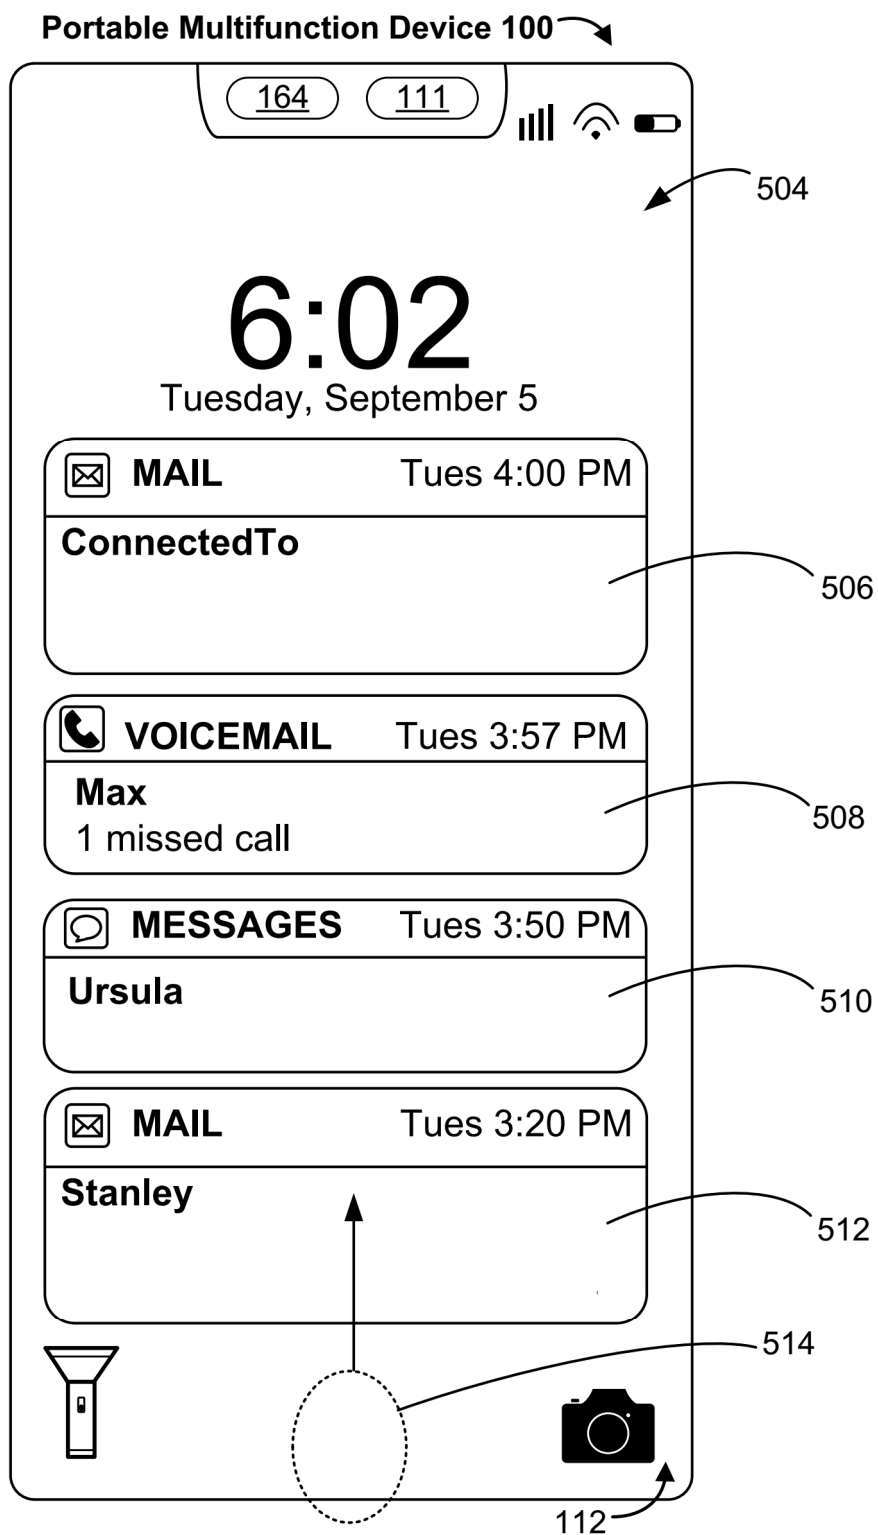 Portable Multifunction Device 100
164 111
504
6:02
Tuesday, September 5
MAIL Tues 4:00 PM
ConnectedTo
506
VOICEMAIL Tues 3:57 PM
Max
508
1 missed call
MESSAGES Tues 3:50 PM
Ursula
510
MAIL Tues 3:20 PM
Stanley
512
514
112